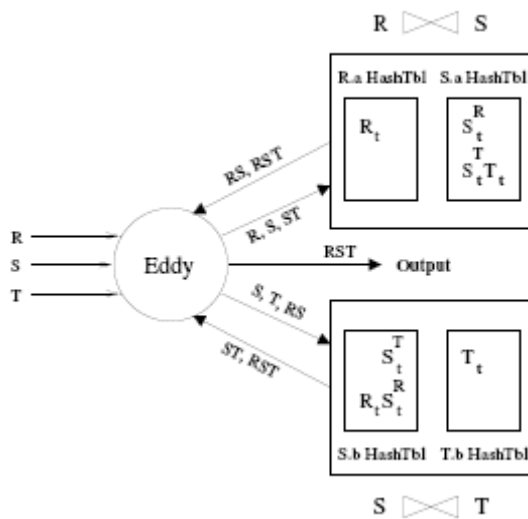 R S
R.a HashTbl S.a HashTbl
R_t
S_t^R
S_t^T T_t
RS, RST
R, S, ST
R
S
T
Eddy
RST
Output
S, T, RS
ST, RST
S_t^T
R_t S_t^R
T_t
S.b HashTbl T.b HashTbl
S T